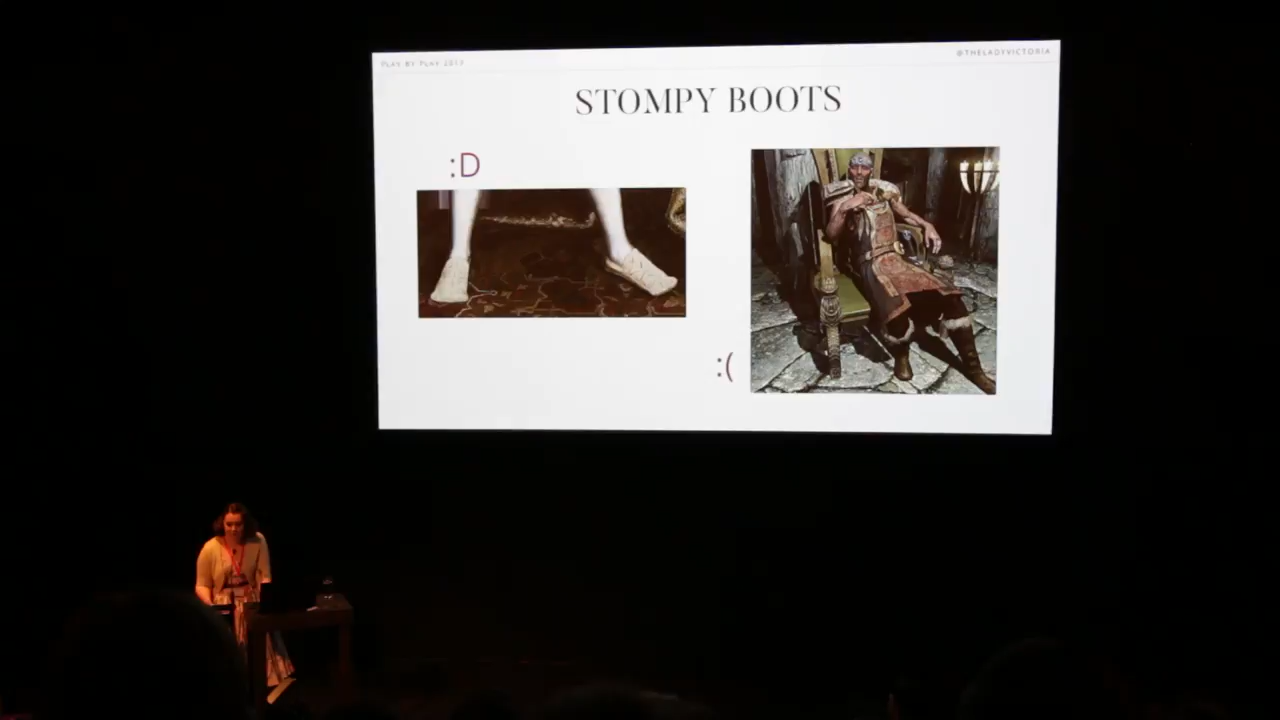 PLAY BY PLAY 2017
@THELADYVICTORIA
STOMPY BOOTS
:D
:(